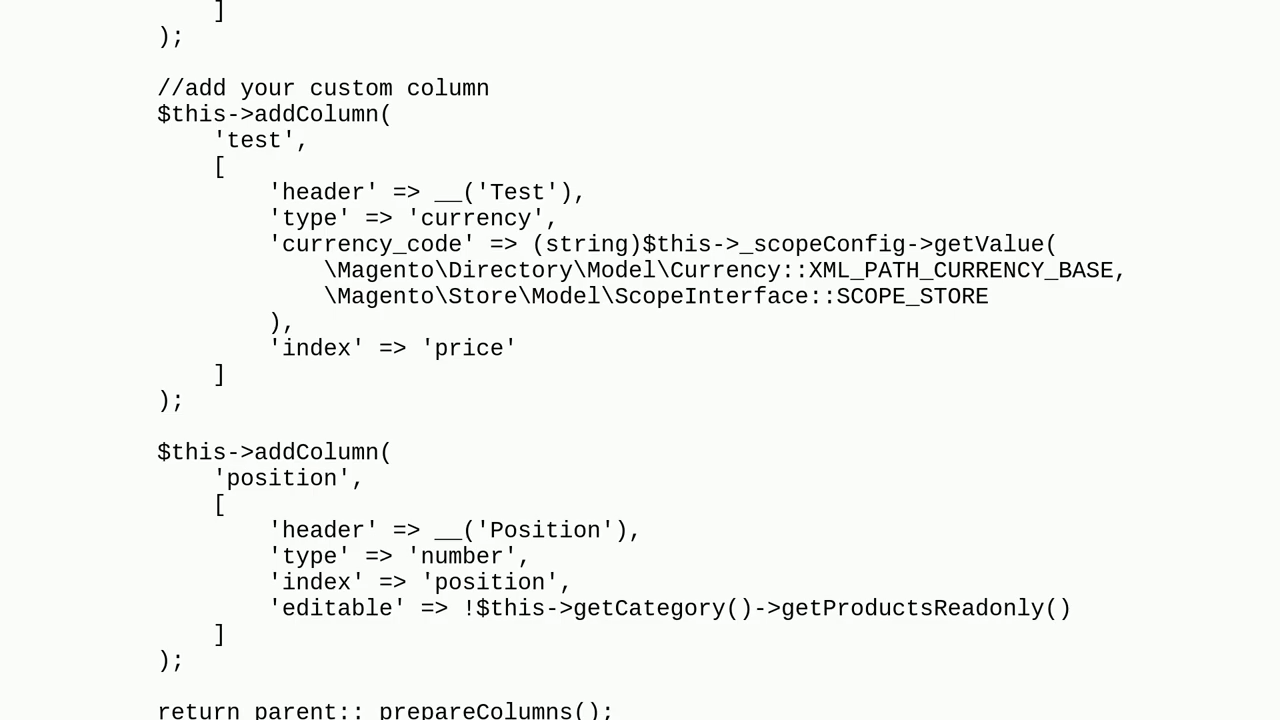 ]
);
//add your custom column
$this->addColumn(
'test',
[
'header' => __('Test'),
'type' => 'currency',
'currency_code' => (string)$this->_scopeConfig->getValue(
\Magento\Directory\Model\Currency::XML_PATH_CURRENCY_BASE,
\Magento\Store\Model\ScopeInterface::SCOPE_STORE
),
'index' => 'price'
]
);
$this->addColumn(
'position',
[
'header' => __('Position'),
'type' => 'number',
'index' => 'position',
'editable' => !$this->getCategory()->getProductsReadonly()
]
);
return parent::_prepareColumns();